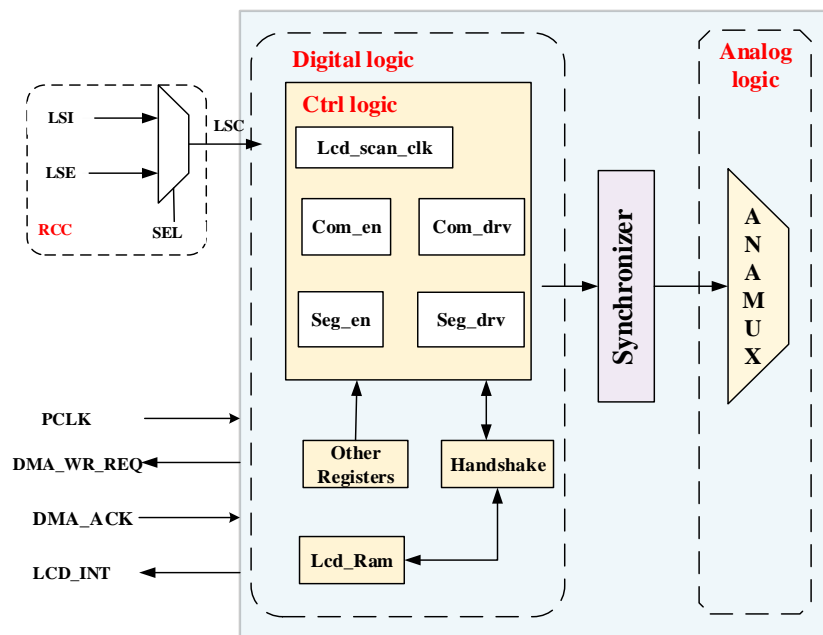 Digital logic
Analog
logic
Ctrl logic
LSI
LSC
Lcd_scan_clk
LSE
Com_en
Com_drv
RCC
SEL
Seg_en
Seg_drv
Synchronizer
ANAMUX
PCLK
Other
Registers
Handshake
DMA_WR_REQ
DMA_ACK
Lcd_Ram
LCD_INT